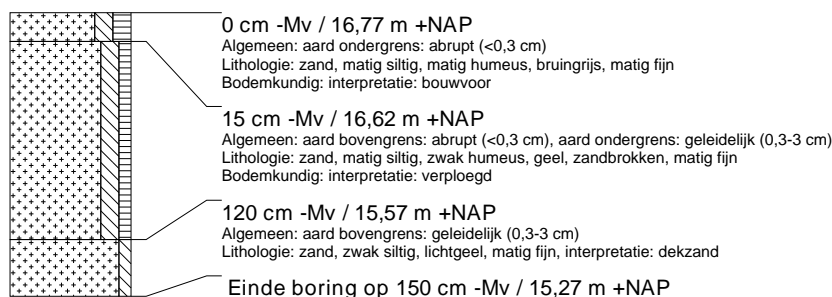 0 cm -Mv / 16,77 m +NAP
Algemeen: aard ondergrens: abrupt (<0,3 cm)
Lithologie: zand, matig siltig, matig humeus, bruingrijs, matig fijn
Bodemkundig: interpretatie: bouwvoor
15 cm -Mv / 16,62 m +NAP
Algemeen: aard bovengrens: abrupt (<0,3 cm), aard ondergrens: geleidelijk (0,3-3 cm)
Lithologie: zand, matig siltig, zwak humeus, geel, zandbrokken, matig fijn
Bodemkundig: interpretatie: verploegd
120 cm -Mv / 15,57 m +NAP
Algemeen: aard bovengrens: geleidelijk (0,3-3 cm)
Lithologie: zand, zwak siltig, lichtgeel, matig fijn, interpretatie: dekzand
Einde boring op 150 cm -Mv / 15,27 m +NAP